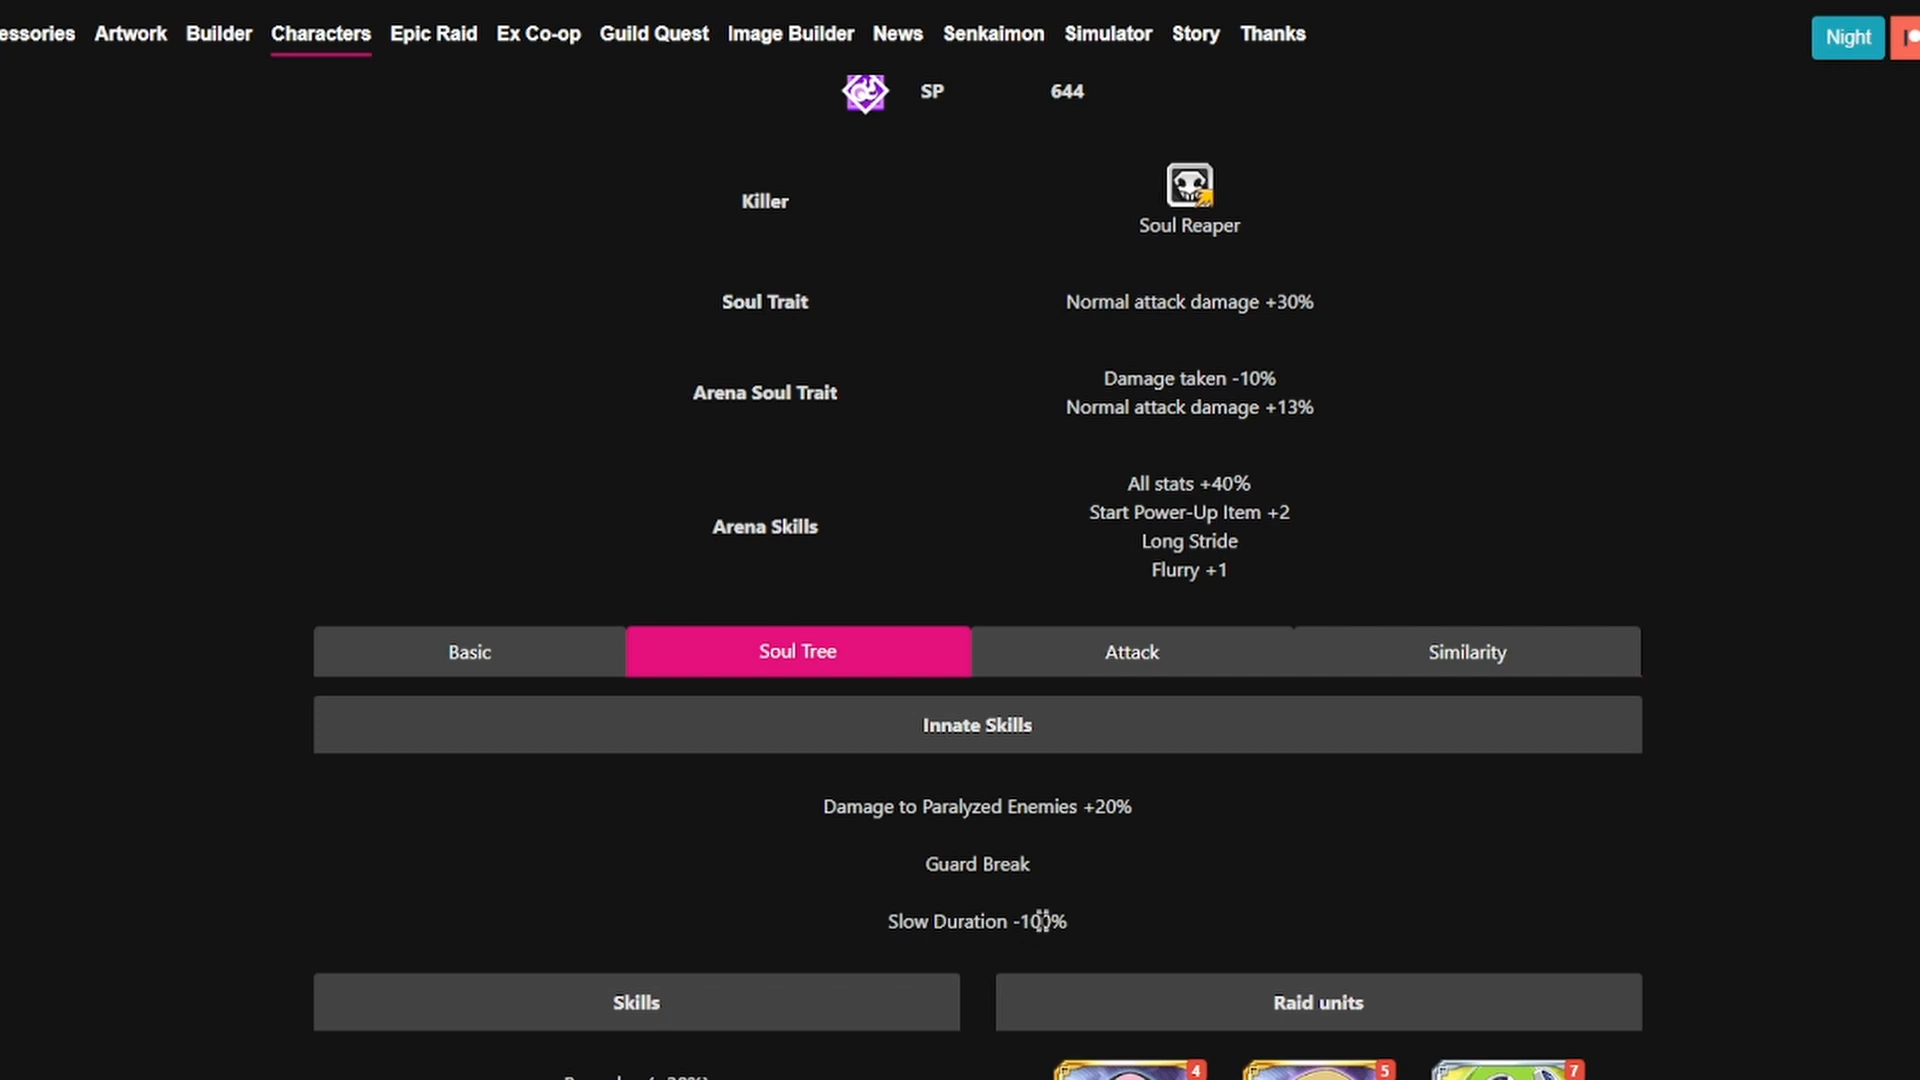 essories Artwork Builder Characters Epic Raid Ex Co-op Guild Quest Image Builder News Senkaimon Simulator Story Thanks Night
SP 644
Killer
Soul Reaper
Soul Trait
Normal attack damage +30%
Arena Soul Trait
Damage taken -10%
Normal attack damage +13%
Arena Skills
All stats +40%
Start Power-Up Item +2
Long Stride
Flurry +1
Basic Soul Tree Attack Similarity
Innate Skills
Damage to Paralyzed Enemies +20%
Guard Break
Slow Duration -100%
Skills Raid units
4 5 7